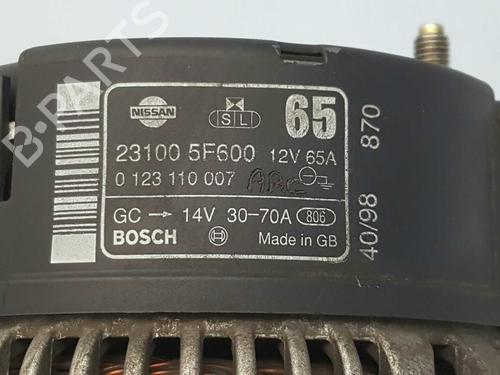 B-PARTS
NISSAN
S L
65
23100 5F600 12V 65A
0 123 110 007
GC → 14V 30-70A 806
BOSCH Made in GB
40/98 870